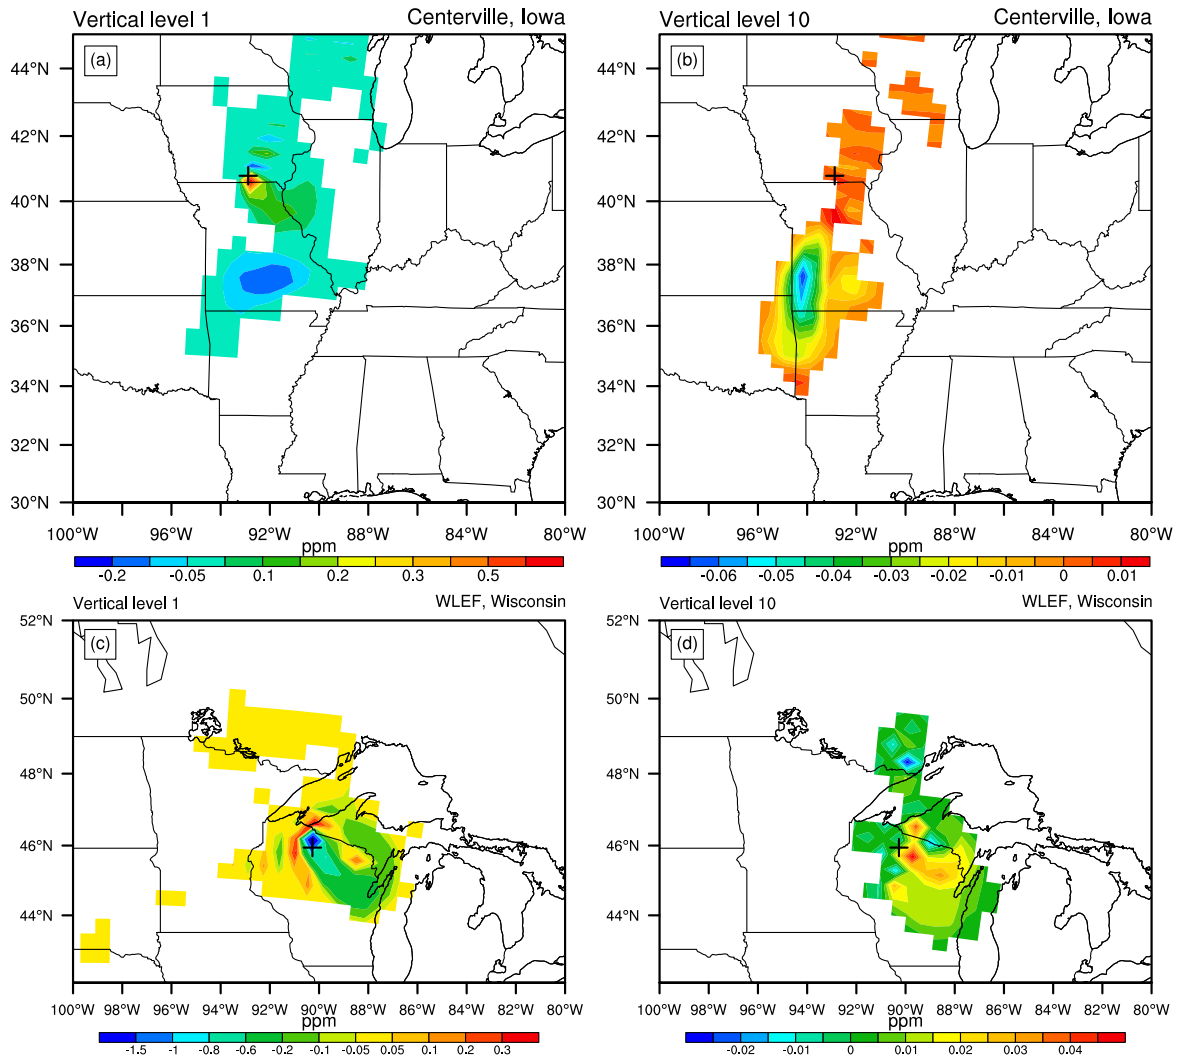 Vertical level 1 Centerville, Iowa
(a)
44°N
42°N
40°N
38°N
36°N
34°N
32°N
30°N
100°W 96°W 92°W 88°W 84°W 80°W
ppm
-0.2 -0.05 0.1 0.2 0.3 0.5
Vertical level 10 Centerville, Iowa
(b)
44°N
42°N
40°N
38°N
36°N
34°N
32°N
30°N
100°W 96°W 92°W 88°W 84°W 80°W
ppm
-0.06 -0.05 -0.04 -0.03 -0.02 -0.01 0 0.01
Vertical level 1 WLEF, Wisconsin
(c)
52°N
50°N
48°N
46°N
44°N
100°W 98°W 96°W 94°W 92°W 90°W 88°W 86°W 84°W 82°W 80°W
ppm
-1.5 -1 -0.8 -0.6 -0.2 -0.1 -0.05 0.05 0.1 0.2 0.3
Vertical level 10 WLEF, Wisconsin
(d)
52°N
50°N
48°N
46°N
44°N
100°W 98°W 96°W 94°W 92°W 90°W 88°W 86°W 84°W 82°W 80°W
ppm
-0.02 -0.01 0 0.01 0.02 0.03 0.04